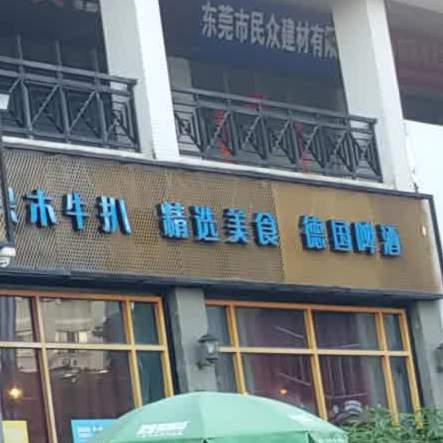 东莞市民众建材有限
未牛扒 精选美食 德国啤酒